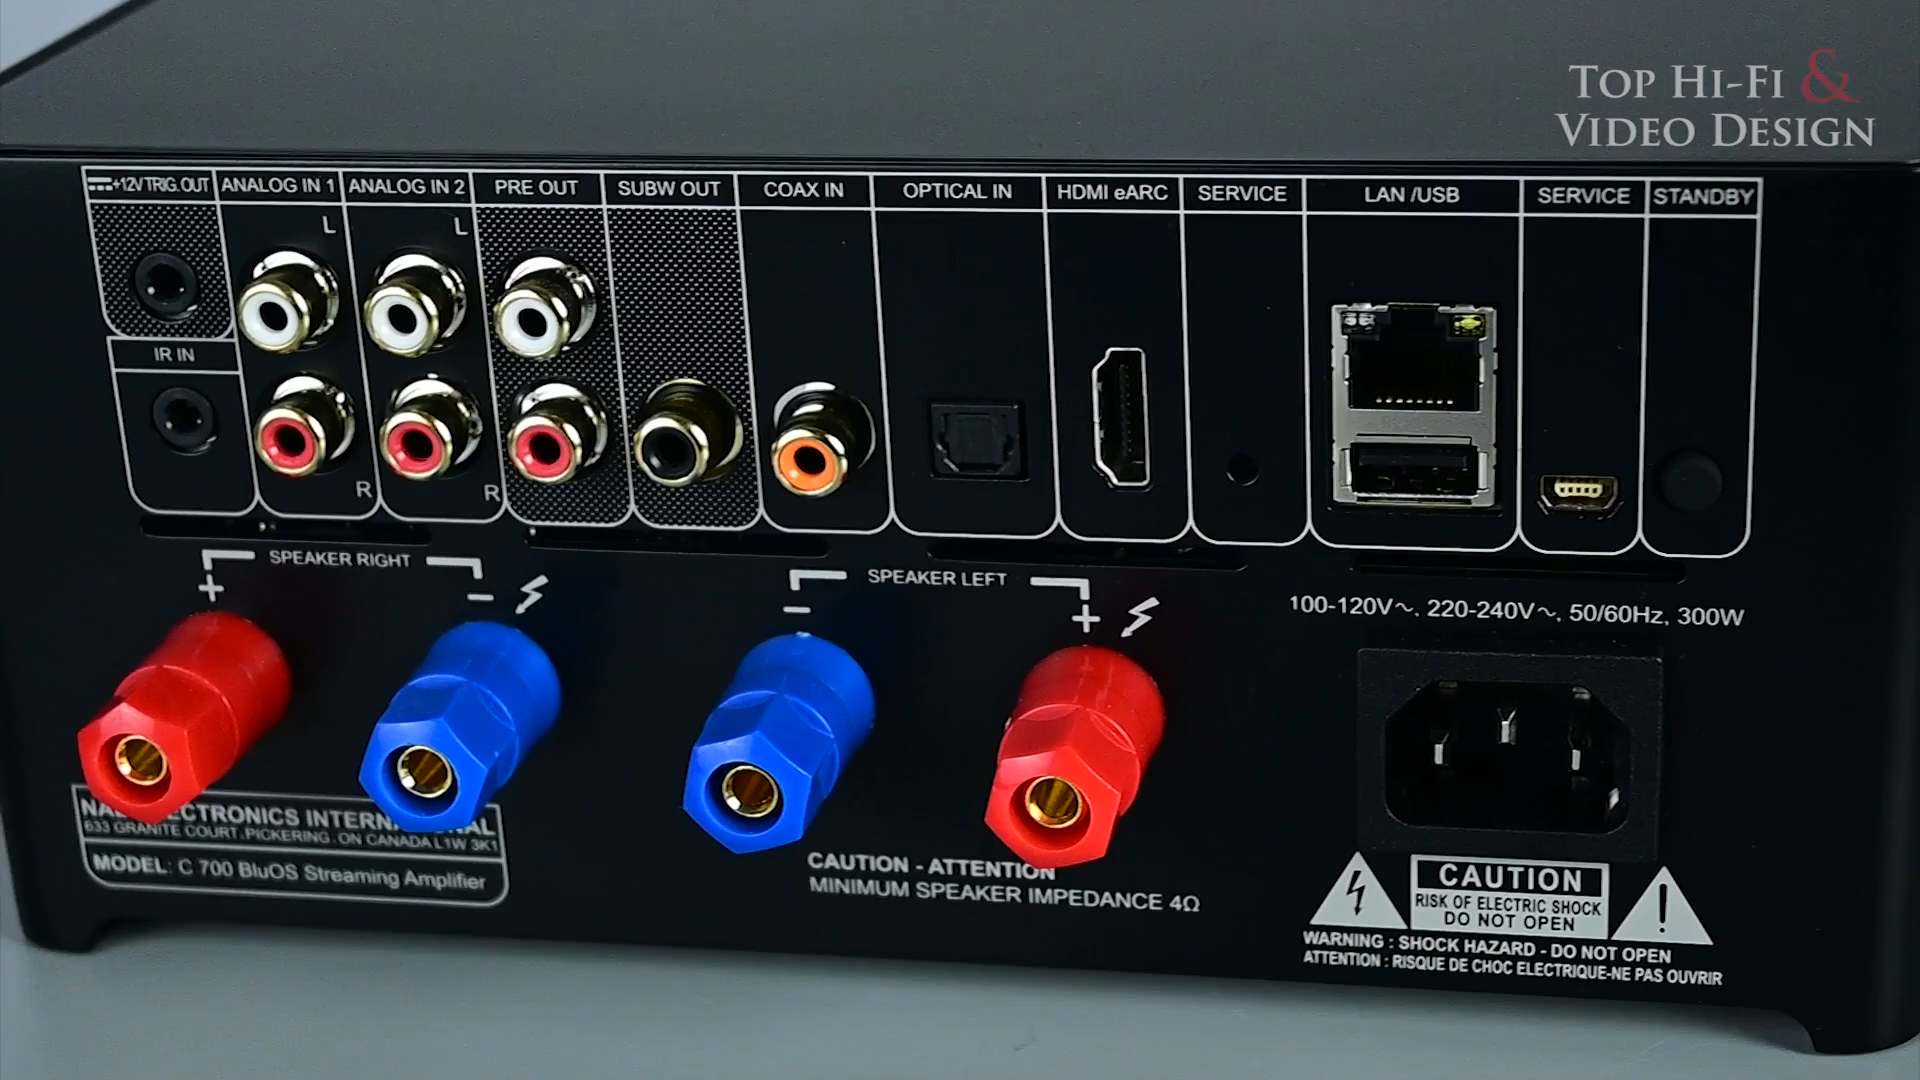 TOP HI-FI &
VIDEO DESIGN
+12V TRIG. OUT
ANALOG IN 1
ANALOG IN 2
PRE OUT
SUBW OUT
COAX IN
OPTICAL IN
HDMI eARC
SERVICE
LAN /USB
SERVICE
STANDBY
L
L
IR IN
R
R
SPEAKER RIGHT
+
-
SPEAKER LEFT
-
+
100-120V～, 220-240V～, 50/60Hz, 300W
INTERNATIONAL
633 GRANITE COURT, PICKERING, ON CANADA L1W 3K1
MODEL: C 700 BluOS Streaming Amplifier
CAUTION - ATTENTION
MINIMUM SPEAKER IMPEDANCE 4Ω
CAUTION
RISK OF ELECTRIC SHOCK
DO NOT OPEN
WARNING : SHOCK HAZARD - DO NOT OPEN
ATTENTION : RISQUE DE CHOC ELECTRIQUE-NE PAS OUVRIR